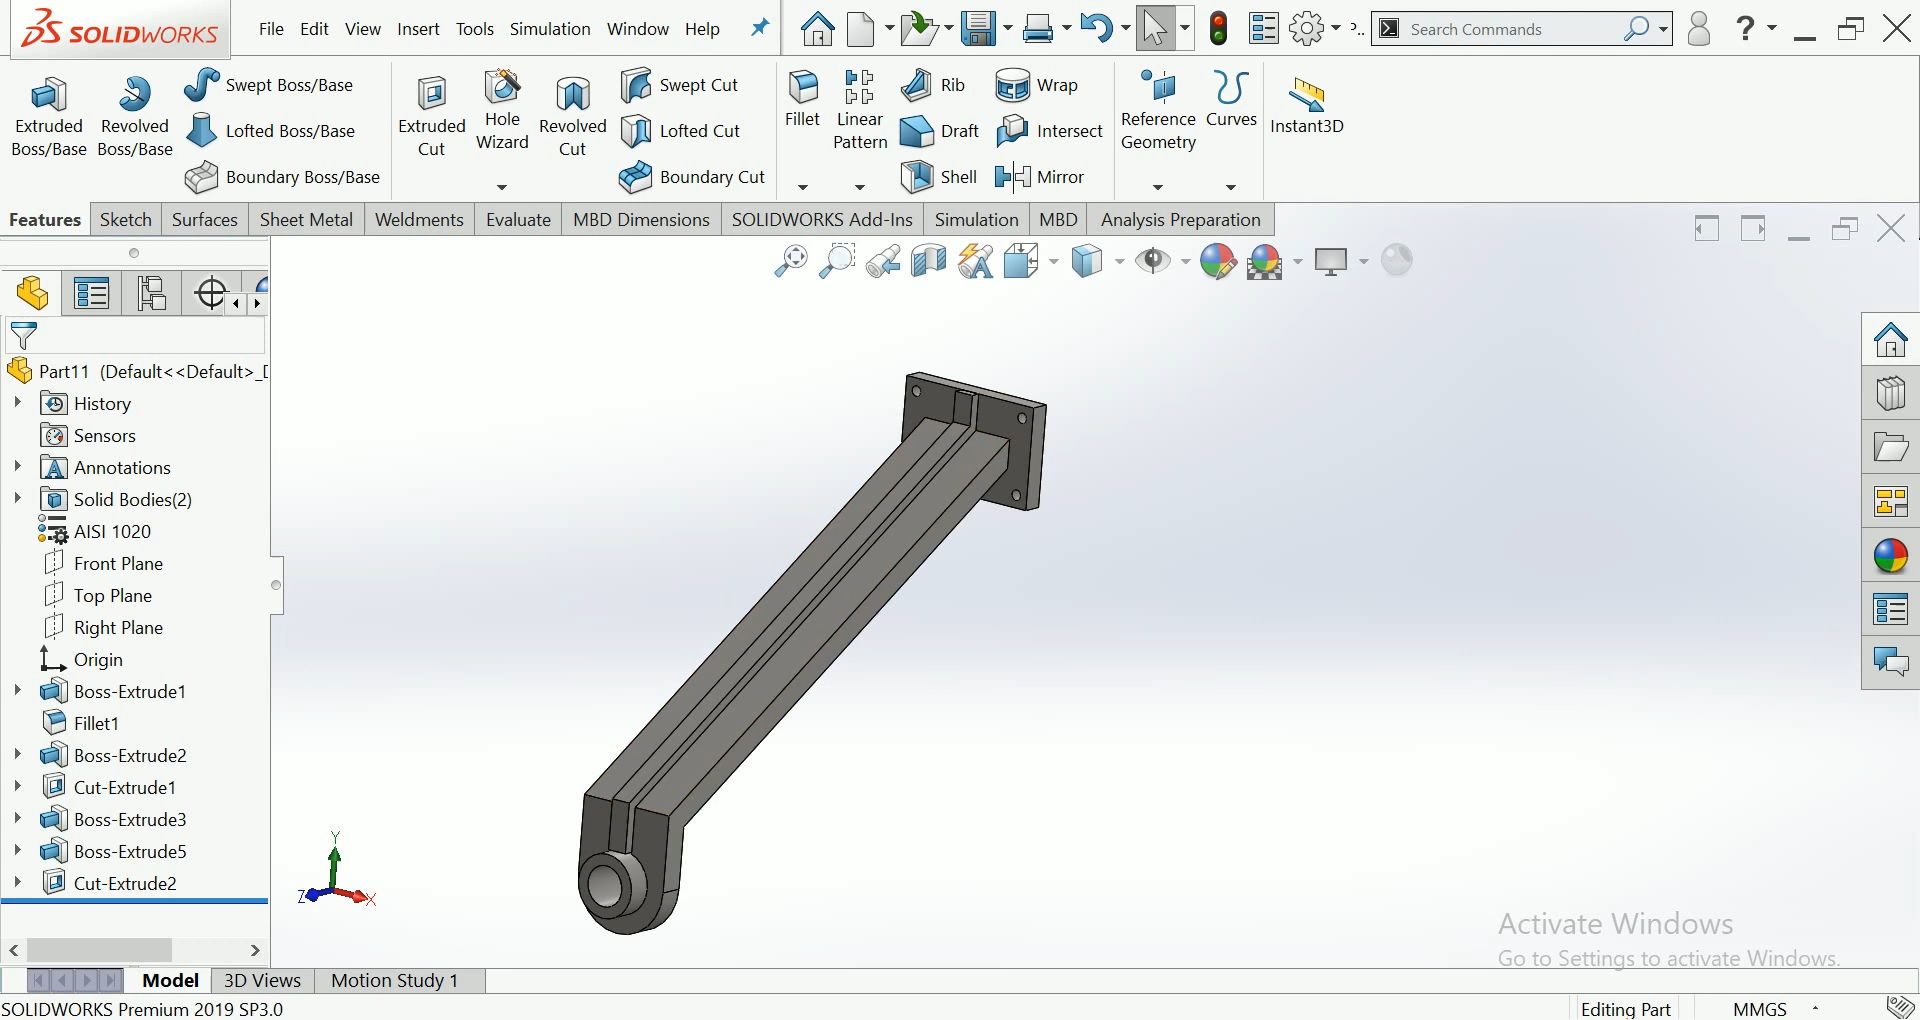 SOLIDWORKS File Edit View Insert Tools Simulation Window Help P.. Search Commands ?
Extruded Boss/Base
Revolved Boss/Base
Swept Boss/Base
Lofted Boss/Base
Boundary Boss/Base
Extruded Cut
Hole Wizard
Revolved Cut
Swept Cut
Lofted Cut
Boundary Cut
Fillet
Linear Pattern
Rib
Draft
Shell
Wrap
Intersect
Mirror
Reference Geometry
Curves
Instant3D
Features Sketch Surfaces Sheet Metal Weldments Evaluate MBD Dimensions SOLIDWORKS Add-Ins Simulation MBD Analysis Preparation
Part11 (Default<<Default>_D
History
Sensors
Annotations
Solid Bodies(2)
AISI 1020
Front Plane
Top Plane
Right Plane
Origin
Boss-Extrude1
Fillet1
Boss-Extrude2
Cut-Extrude1
Boss-Extrude3
Boss-Extrude5
Cut-Extrude2
Y
Z
X
Activate Windows
Go to Settings to activate Windows.
Model 3D Views Motion Study 1
SOLIDWORKS Premium 2019 SP3.0 Editing Part MMGS